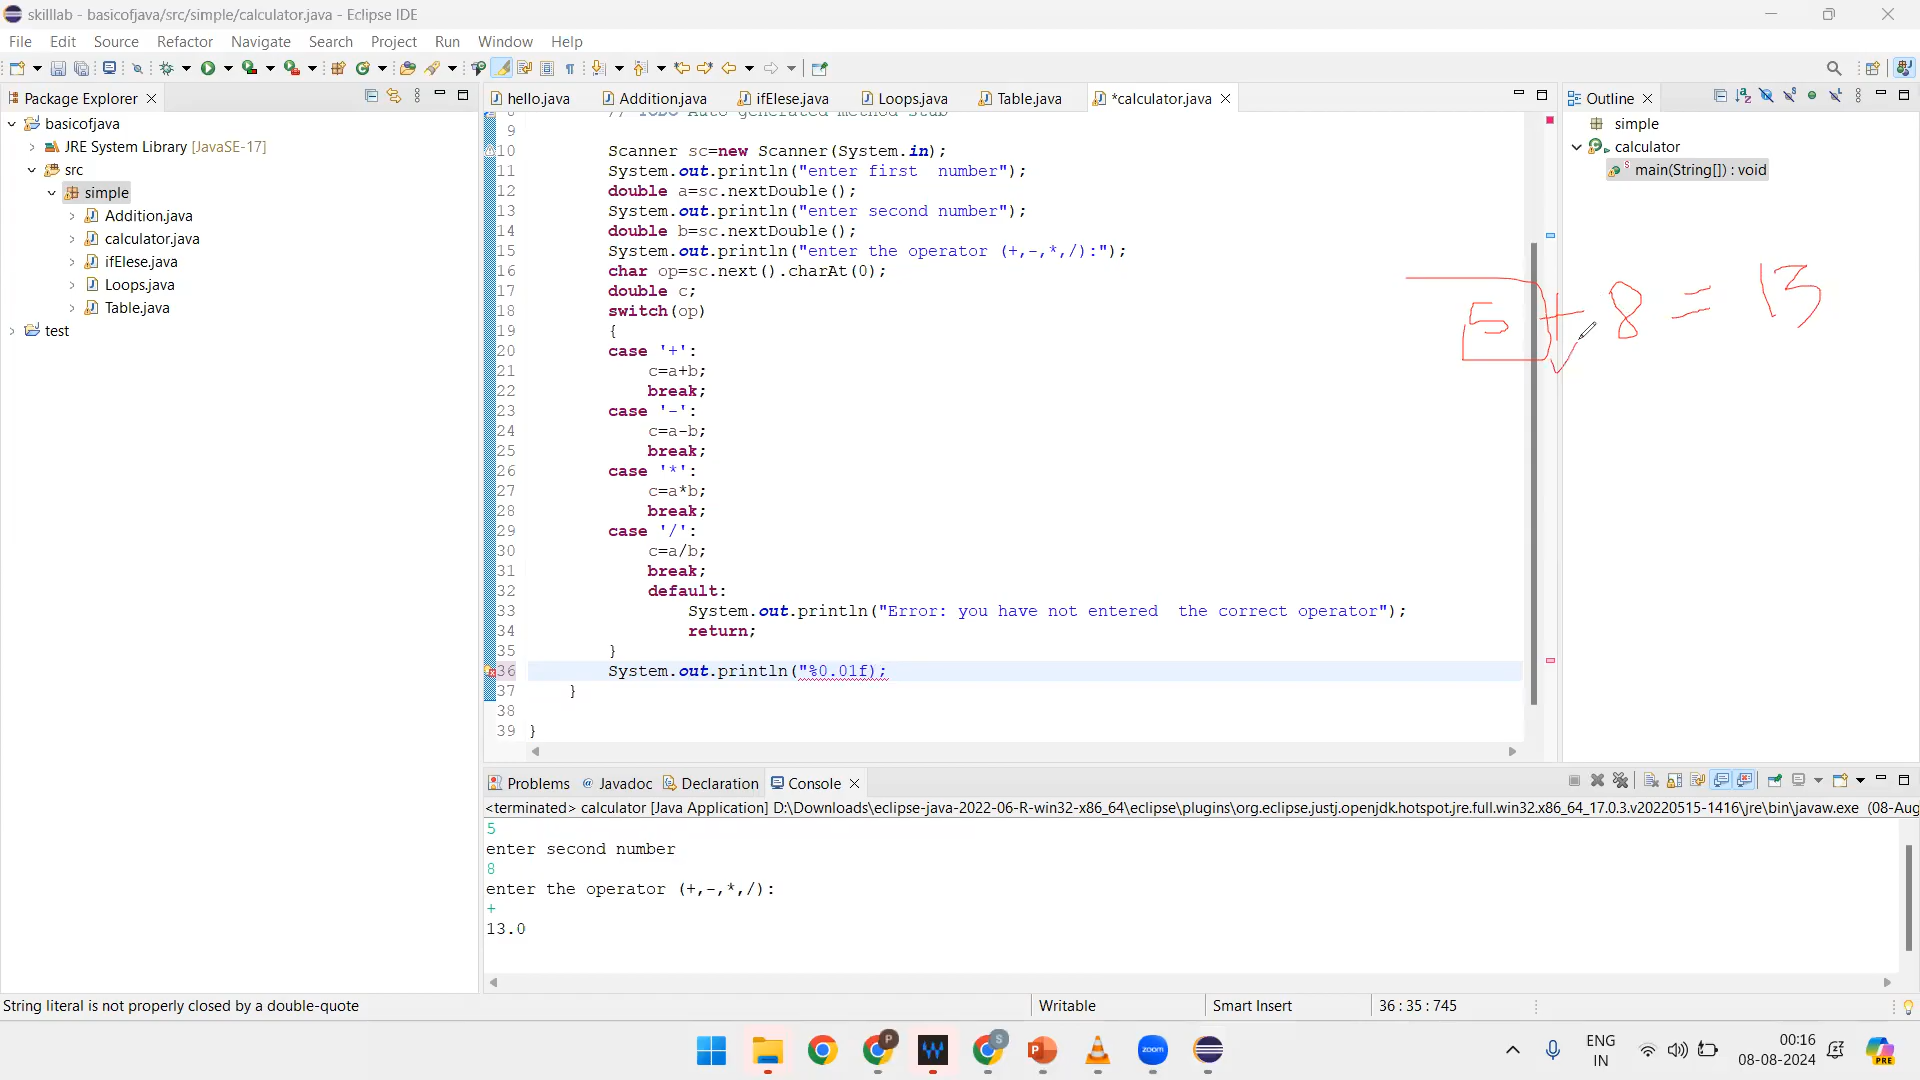 skilllab - basicofjava/src/simple/calculator.java - Eclipse IDE
File Edit Source Refactor Navigate Search Project Run Window Help
Package Explorer
basicofjava
JRE System Library [JavaSE-17]
src
simple
Addition.java
calculator.java
ifElese.java
Loops.java
Table.java
test
hello.java Addition.java ifElese.java Loops.java Table.java *calculator.java
// TODO Auto-generated method stub
9
10 Scanner sc=new Scanner(System.in);
11 System.out.println("enter first  number");
12 double a=sc.nextDouble();
13 System.out.println("enter second number");
14 double b=sc.nextDouble();
15 System.out.println("enter the operator (+,-,*,/):");
16 char op=sc.next().charAt(0);
17 double c;
18 switch(op)
19 {
20 case '+':
21 c=a+b;
22 break;
23 case '-':
24 c=a-b;
25 break;
26 case '*':
27 c=a*b;
28 break;
29 case '/':
30 c=a/b;
31 break;
32 default:
33 System.out.println("Error: you have not entered  the correct operator");
34 return;
35 }
36 System.out.println("%0.01f);
37 }
38
39 }
5 + 8 = 13
Outline
simple
calculator
main(String[]) : void
Problems @ Javadoc Declaration Console
<terminated> calculator [Java Application] D:\Downloads\eclipse-java-2022-06-R-win32-x86_64\eclipse\plugins\org.eclipse.justj.openjdk.hotspot.jre.full.win32.x86_64_17.0.3.v20220515-1416\jre\bin\javaw.exe (08-Aug
5
enter second number
8
enter the operator (+,-,*,/):
+
13.0
String literal is not properly closed by a double-quote
Writable
Smart Insert
36 : 35 : 745
P
S
zoom
ENG
IN
00:16
08-08-2024
PRE